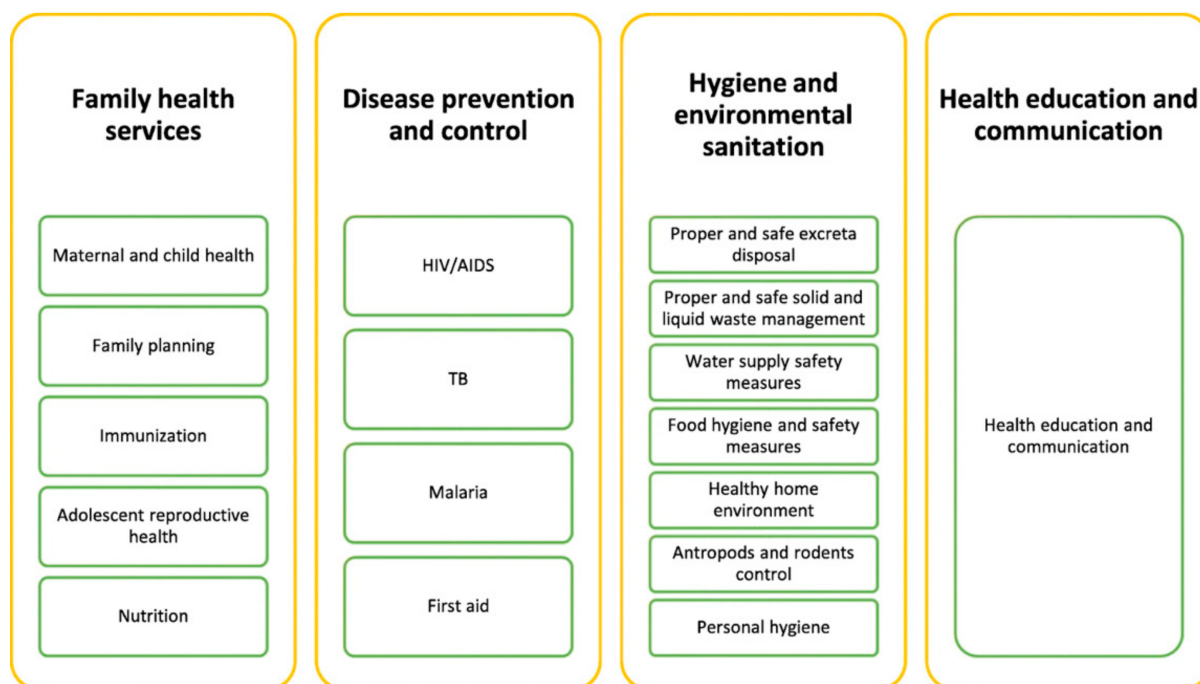 Family health
services
Maternal and child health
Family planning
Immunization
Adolescent reproductive
health
Nutrition
Disease prevention
and control
HIV/AIDS
TB
Malaria
First aid
Hygiene and
environmental
sanitation
Proper and safe excreta
disposal
Proper and safe solid and
liquid waste management
Water supply safety
measures
Food hygiene and safety
measures
Healthy home
environment
Antropods and rodents
control
Personal hygiene
Health education and
communication
Health education and
communication